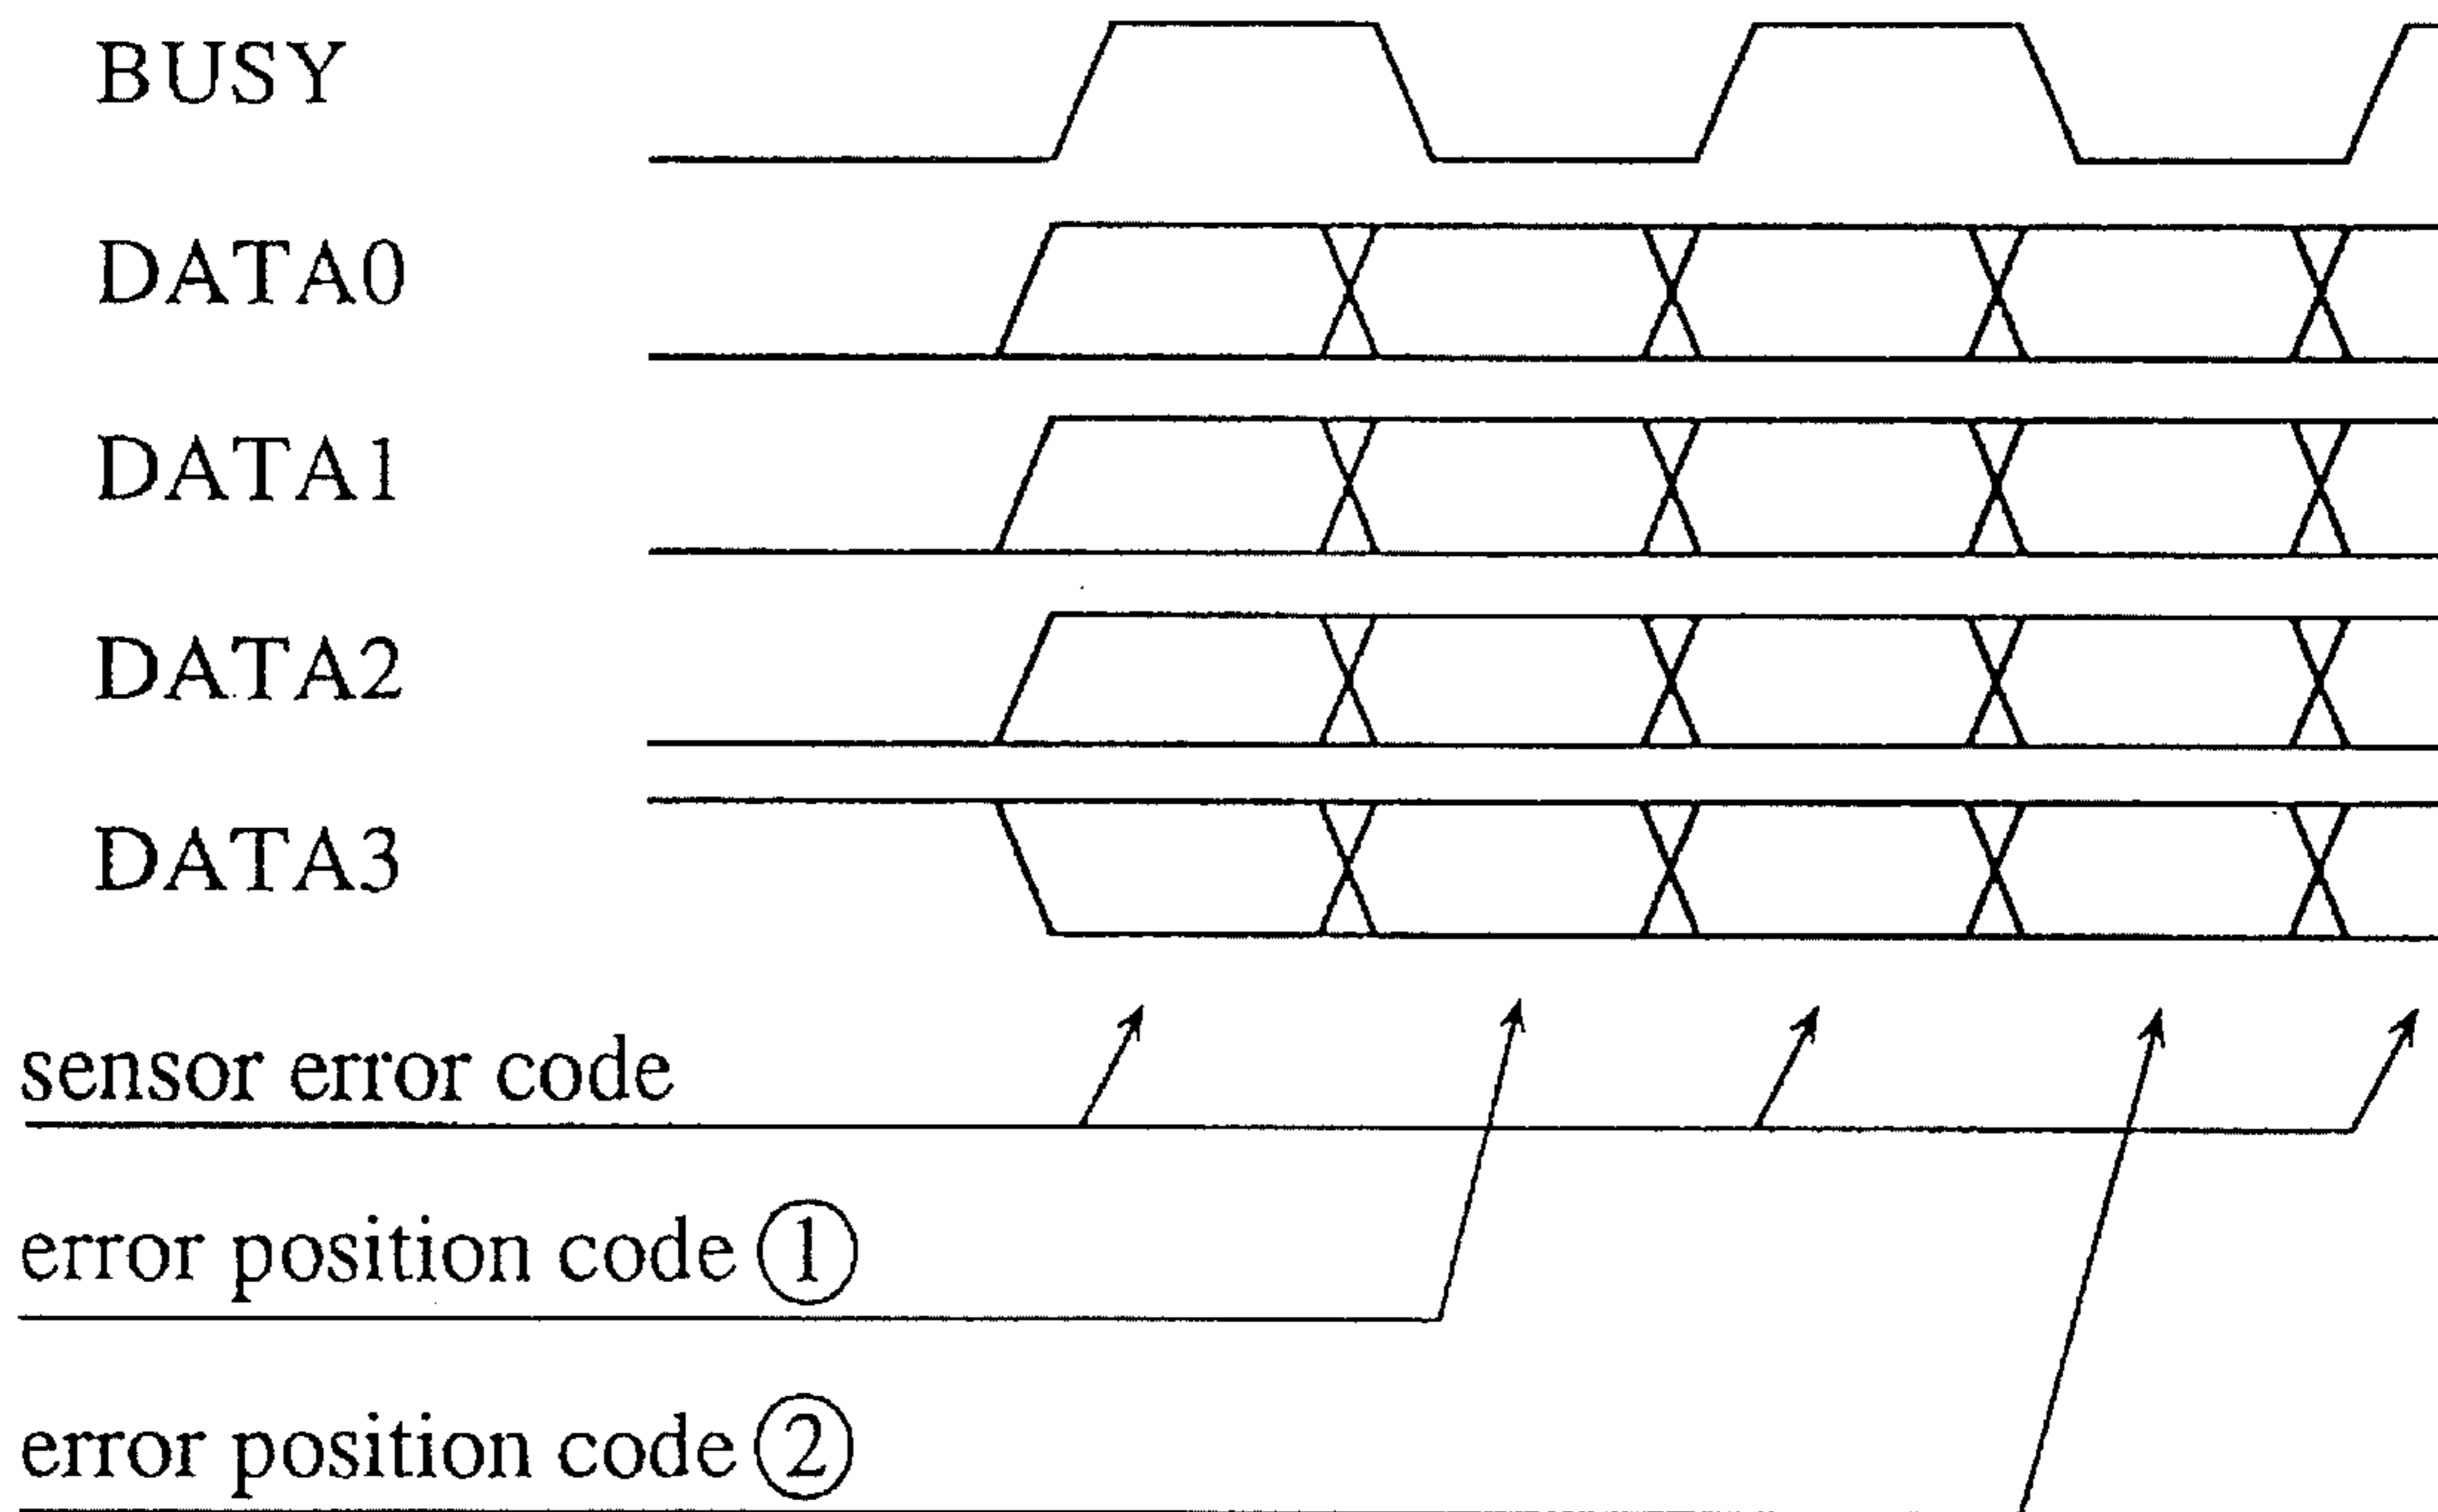 BUSY
DATA0
DATA1
DATA2
DATA3
sensor error code
error position code ①
error position code ②